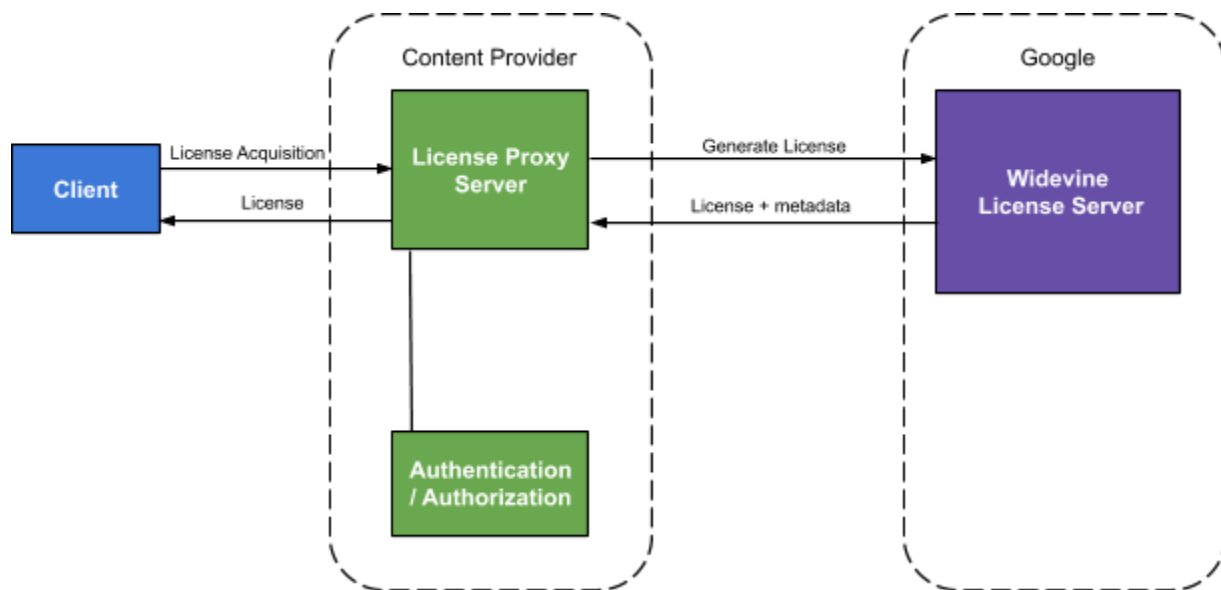 Content Provider
Google
License Acquisition
License Proxy
Server
Generate License
Client
Widevine
License Server
License
License + metadata
Authentication
/ Authorization